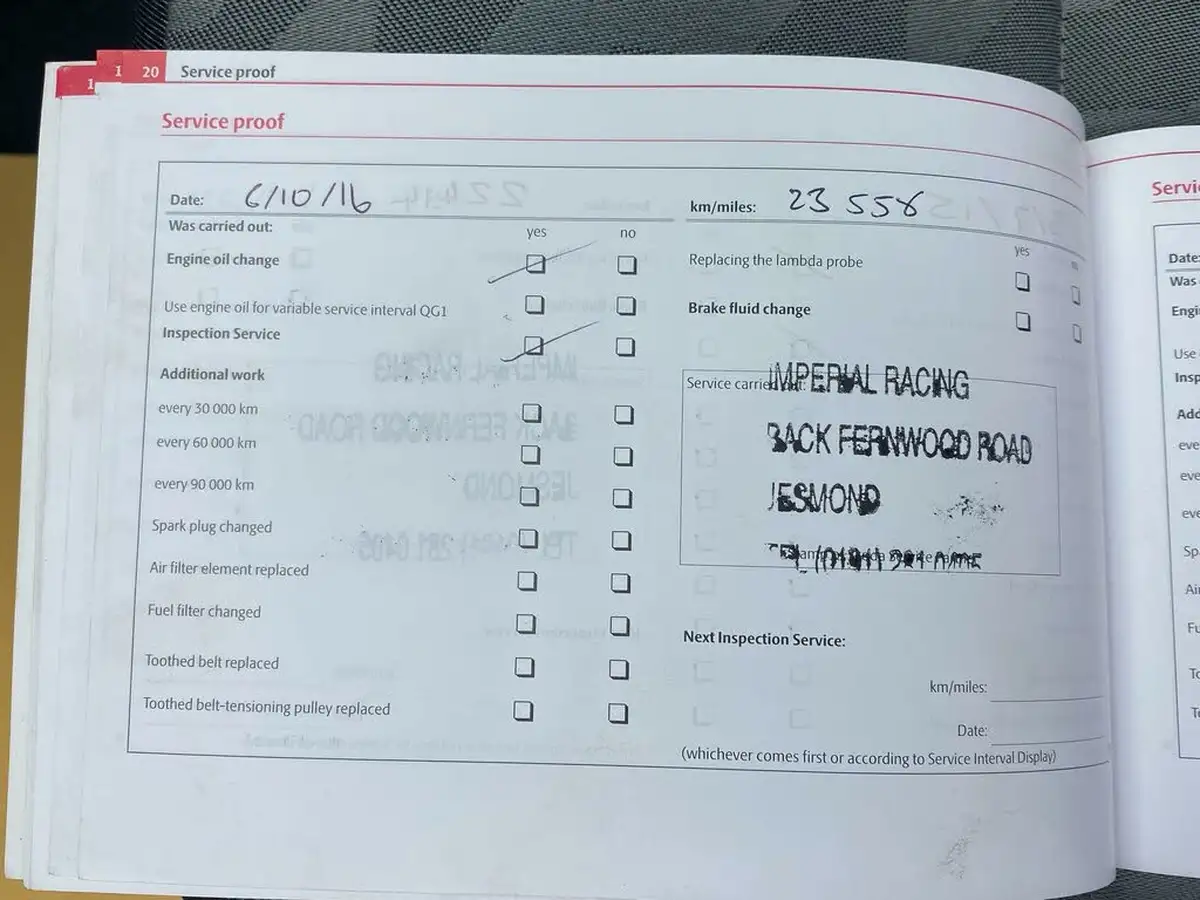 1 20 Service proof
1
Service proof
Date: 6/10/16
km/miles: 23 558
Was carried out:
yes no
yes
Engine oil change
Replacing the lambda probe
Use engine oil for variable service interval QG1
Brake fluid change
Inspection Service
Additional work
every 30 000 km
every 60 000 km
every 90 000 km
Spark plug changed
Air filter element replaced
Fuel filter changed
Toothed belt replaced
Toothed belt-tensioning pulley replaced
Service carried out:
IMPERIAL RACING
BACK FERNWOOD ROAD
JESMOND
TEL
Next Inspection Service:
km/miles:
Date:
(whichever comes first or according to Service Interval Display)
Date:
Was